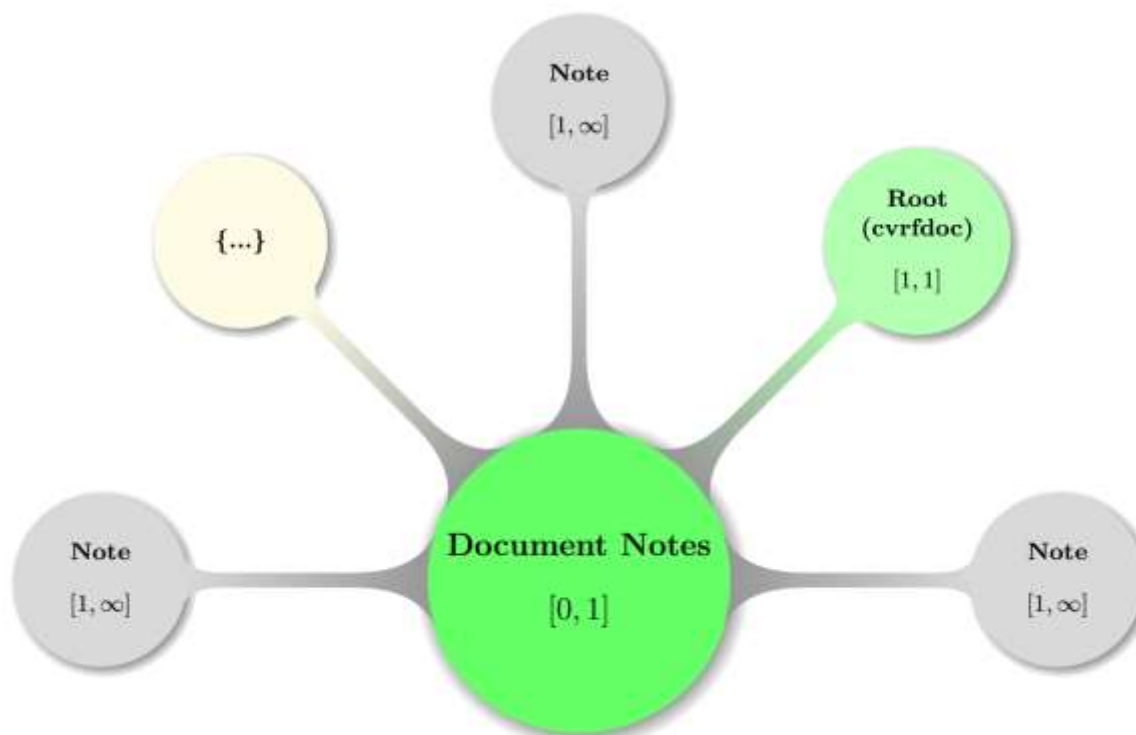 Note
[1, ∞]
{...}
Root
(cvrfdoc)
[1, 1]
Note
[1, ∞]
Document Notes
[0, 1]
Note
[1, ∞]